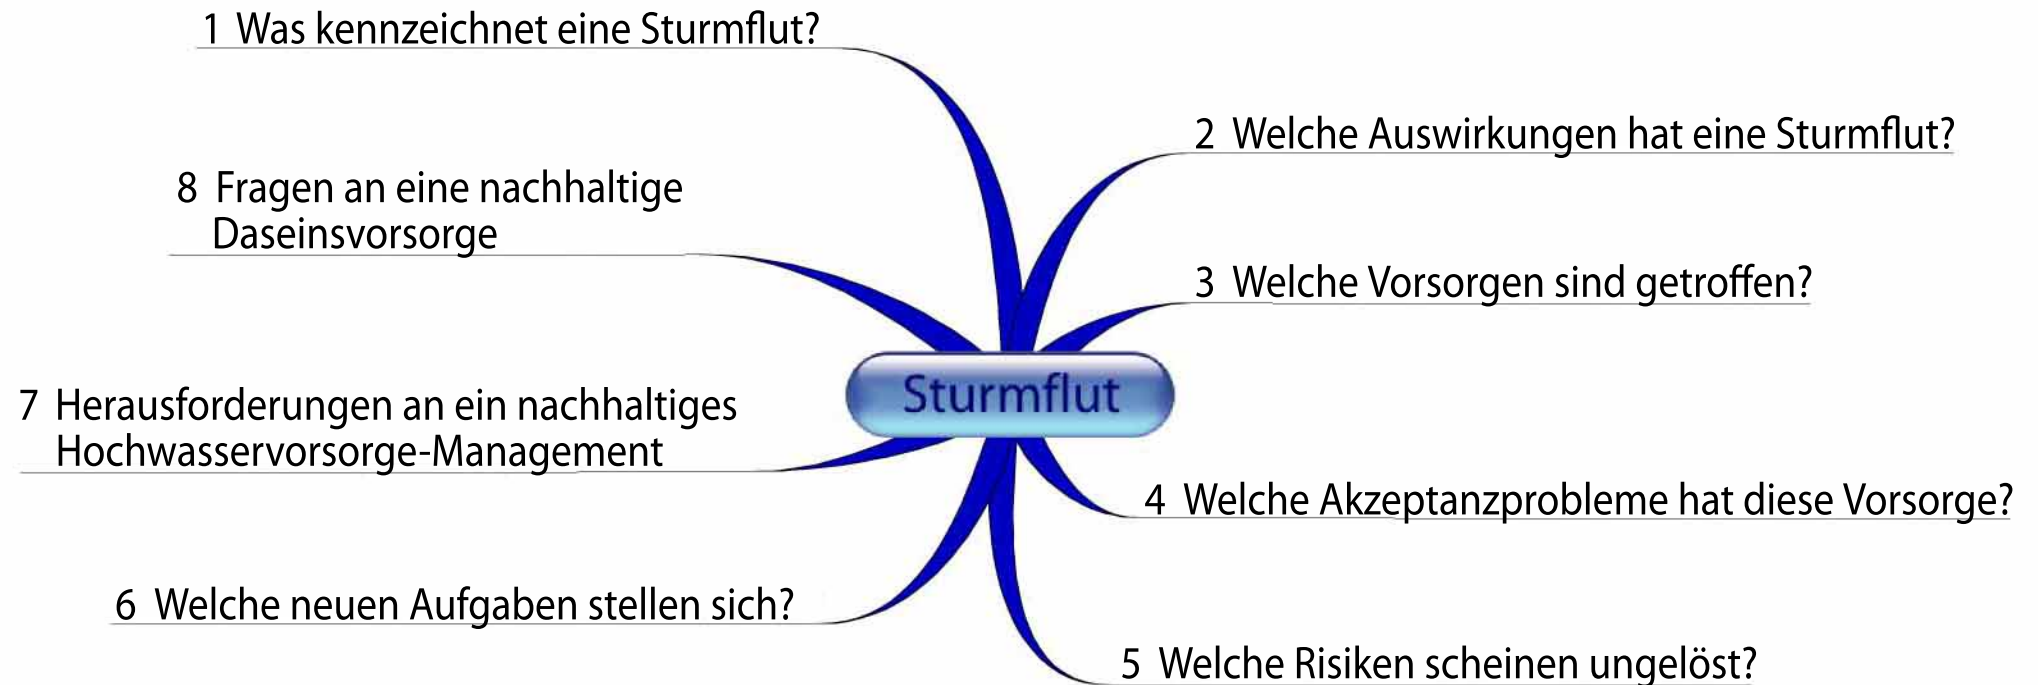 1 Was kennzeichnet eine Sturmflut?
2 Welche Auswirkungen hat eine Sturmflut?
3 Welche Vorsorgen sind getroffen?
4 Welche Akzeptanzprobleme hat diese Vorsorge?
5 Welche Risiken scheinen ungelöst?
6 Welche neuen Aufgaben stellen sich?
7 Herausforderungen an ein nachhaltiges
Hochwasservorsorge-Management
8 Fragen an eine nachhaltige
Daseinsvorsorge
Sturmflut